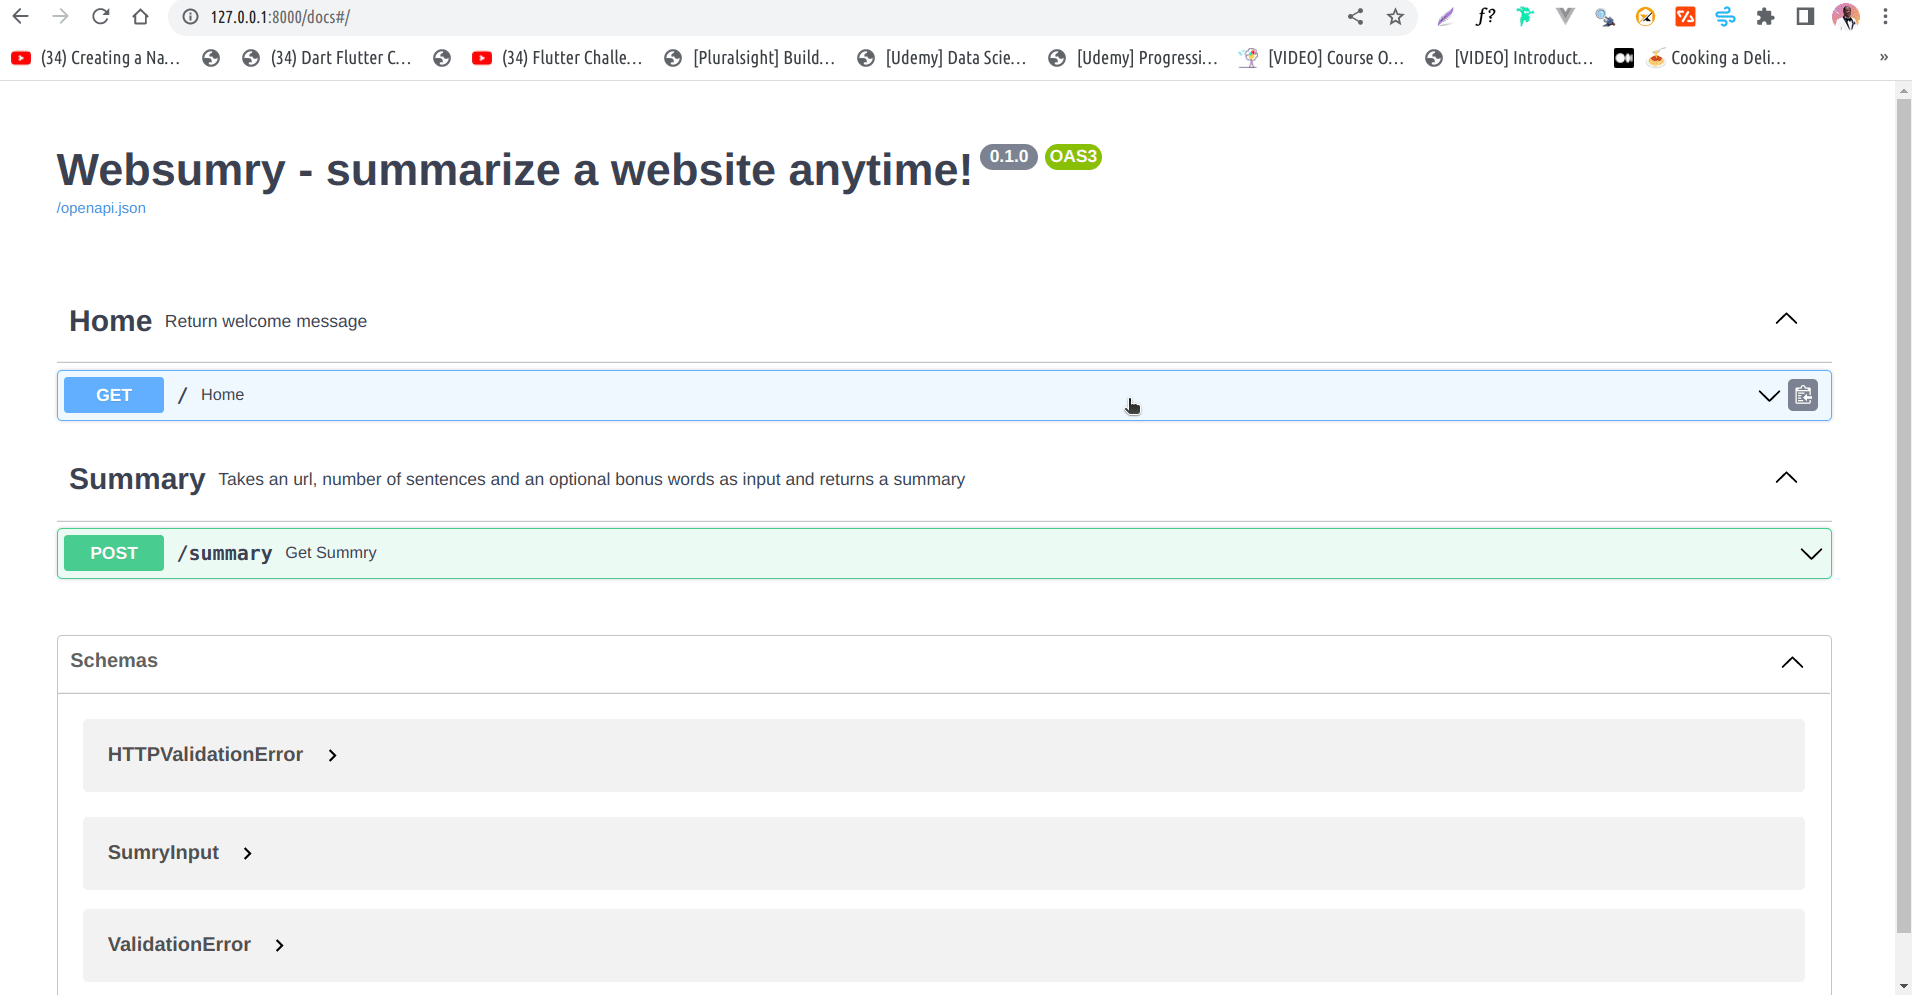 127.0.0.1:8000/docs#/
f?
(34) Creating a Na... (34) Dart Flutter C... (34) Flutter Challe... [Pluralsight] Build... [Udemy] Data Scie... [Udemy] Progressi... [VIDEO] Course O... [VIDEO] Introduct... Cooking a Deli... »
Websumry - summarize a website anytime! 0.1.0 OAS3
/openapi.json
Home Return welcome message
GET / Home
Summary Takes an url, number of sentences and an optional bonus words as input and returns a summary
POST /summary Get Summry
Schemas
HTTPValidationError
SumryInput
ValidationError